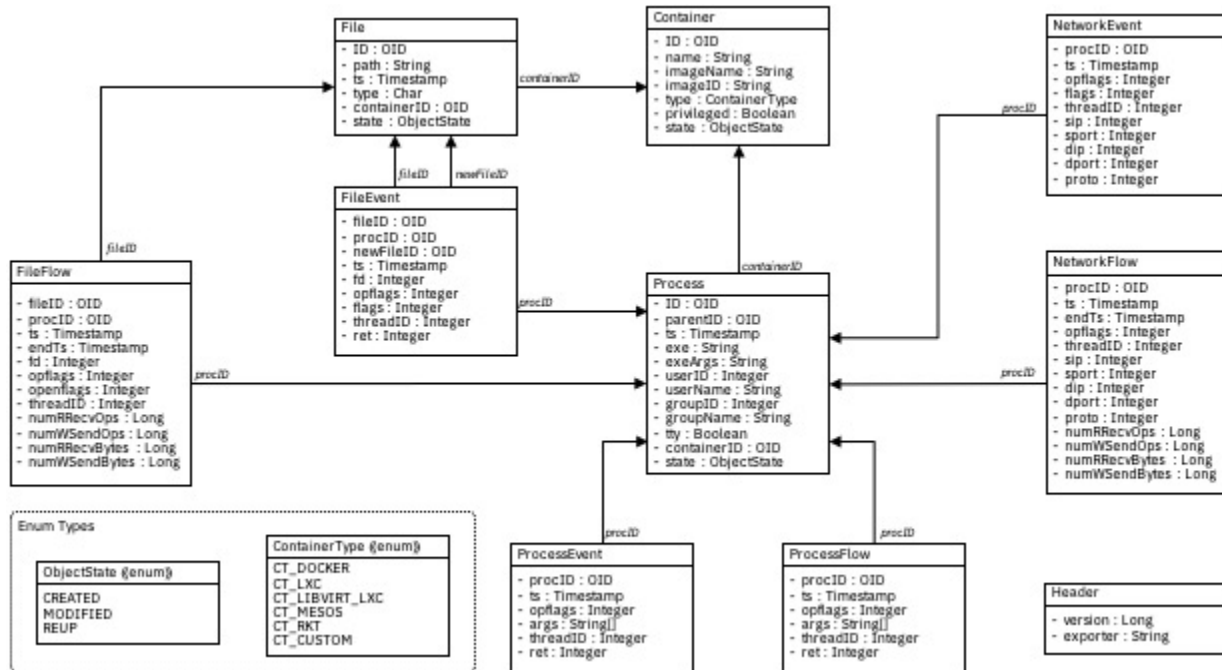 File
- ID : OID
- path : String
- ts : Timestamp
- type : Char
- containerID : OID
- state : ObjectState
containerID
Container
- ID : OID
- name : String
- imageName : String
- imageID : String
- type : ContainerType
- privileged : Boolean
- state : ObjectState
NetworkEvent
- procID : OID
- ts : Timestamp
- opflags : Integer
- flags : Integer
- threadID : Integer
- sip : Integer
- sport : Integer
- dip : Integer
- dport : Integer
- proto : Integer
procID
fileID
newFileID
FileEvent
- fileID : OID
- procID : OID
- newFileID : OID
- ts : Timestamp
- fd : Integer
- opflags : Integer
- flags : Integer
- threadID : Integer
- ret : Integer
procID
fileID
FileFlow
- fileID : OID
- procID : OID
- ts : Timestamp
- endTs : Timestamp
- fd : Integer
- opflags : Integer
- openflags : Integer
- threadID : Integer
- numRRecvOps : Long
- numWSendOps : Long
- numRRecvBytes : Long
- numWSendBytes : Long
procID
containerID
Process
- ID : OID
- parentID : OID
- ts : Timestamp
- exe : String
- exeArgs : String
- userID : Integer
- userName : String
- groupID : Integer
- groupName : String
- tty : Boolean
- containerID : OID
- state : ObjectState
NetworkFlow
- procID : OID
- ts : Timestamp
- endTs : Timestamp
- opflags : Integer
- threadID : Integer
- sip : Integer
- sport : Integer
- dip : Integer
- dport : Integer
- proto : Integer
- numRRecvOps : Long
- numWSendOps : Long
- numRRecvBytes : Long
- numWSendBytes : Long
procID
Enum Types
ObjectState ((enum))
CREATED
MODIFIED
REUP
ContainerType ((enum))
CT_DOCKER
CT_LXC
CT_LIBVIRT_LXC
CT_MESOS
CT_RKT
CT_CUSTOM
procID
ProcessEvent
- procID : OID
- ts : Timestamp
- opflags : Integer
- args : String[]
- threadID : Integer
- ret : Integer
procID
ProcessFlow
- procID : OID
- ts : Timestamp
- opflags : Integer
- args : String[]
- threadID : Integer
- ret : Integer
Header
- version : Long
- exporter : String